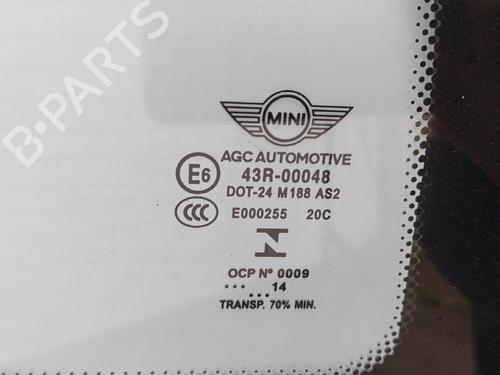 B-PARTS
MINI
AGC AUTOMOTIVE
E6 43R-00048
DOT-24 M188 AS2
CCC E000255 20C
N
OCP Nº 0009
... 14
...
TRANSP. 70% MIN.